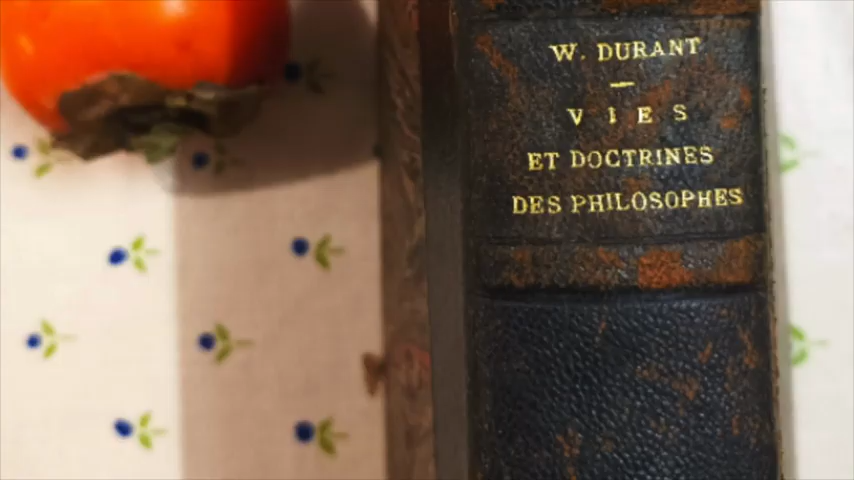 W. DURANT
—
VIES
ET DOCTRINES
DES PHILOSOPHES